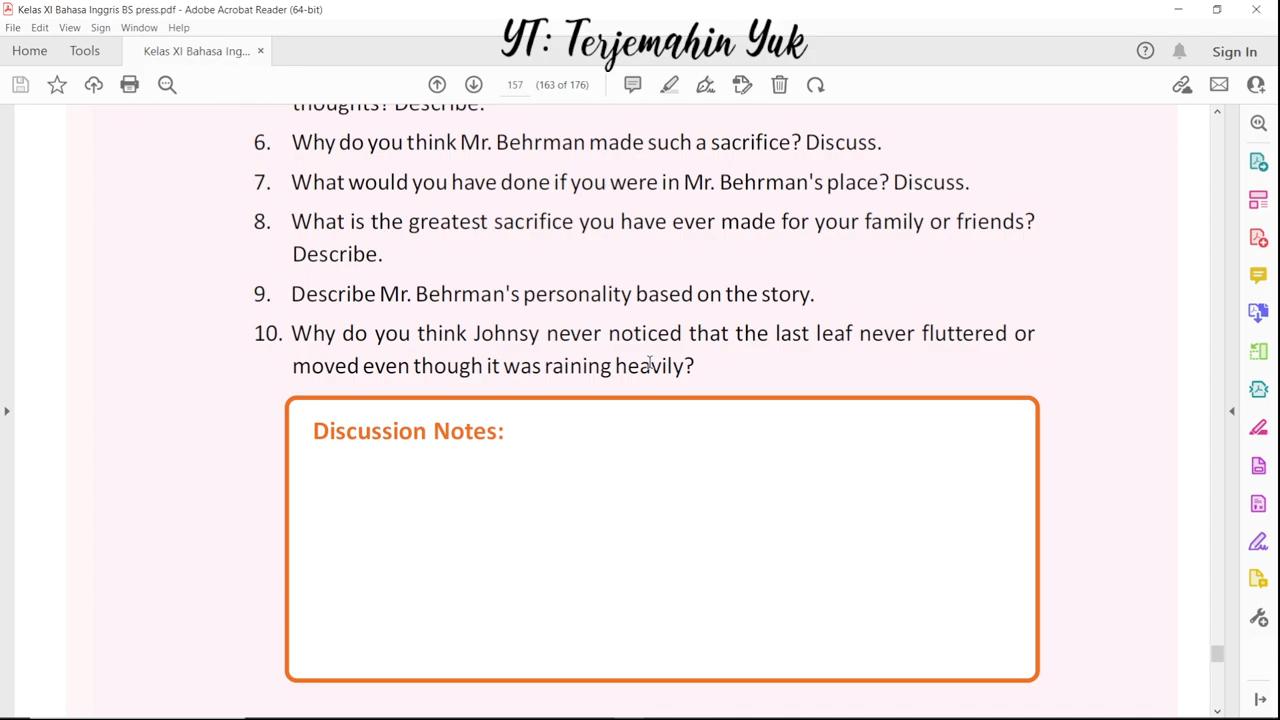 Kelas XI Bahasa Inggris BS press.pdf - Adobe Acrobat Reader (64-bit)
File Edit View Sign Window Help
YT: Terjemahin Yuk
Home Tools Kelas XI Bahasa Ing... × Sign In
157 (163 of 176)
thoughts? Describe.
6. Why do you think Mr. Behrman made such a sacrifice? Discuss.
7. What would you have done if you were in Mr. Behrman's place? Discuss.
8. What is the greatest sacrifice you have ever made for your family or friends?
Describe.
9. Describe Mr. Behrman's personality based on the story.
10. Why do you think Johnsy never noticed that the last leaf never fluttered or
moved even though it was raining heavily?
Discussion Notes: